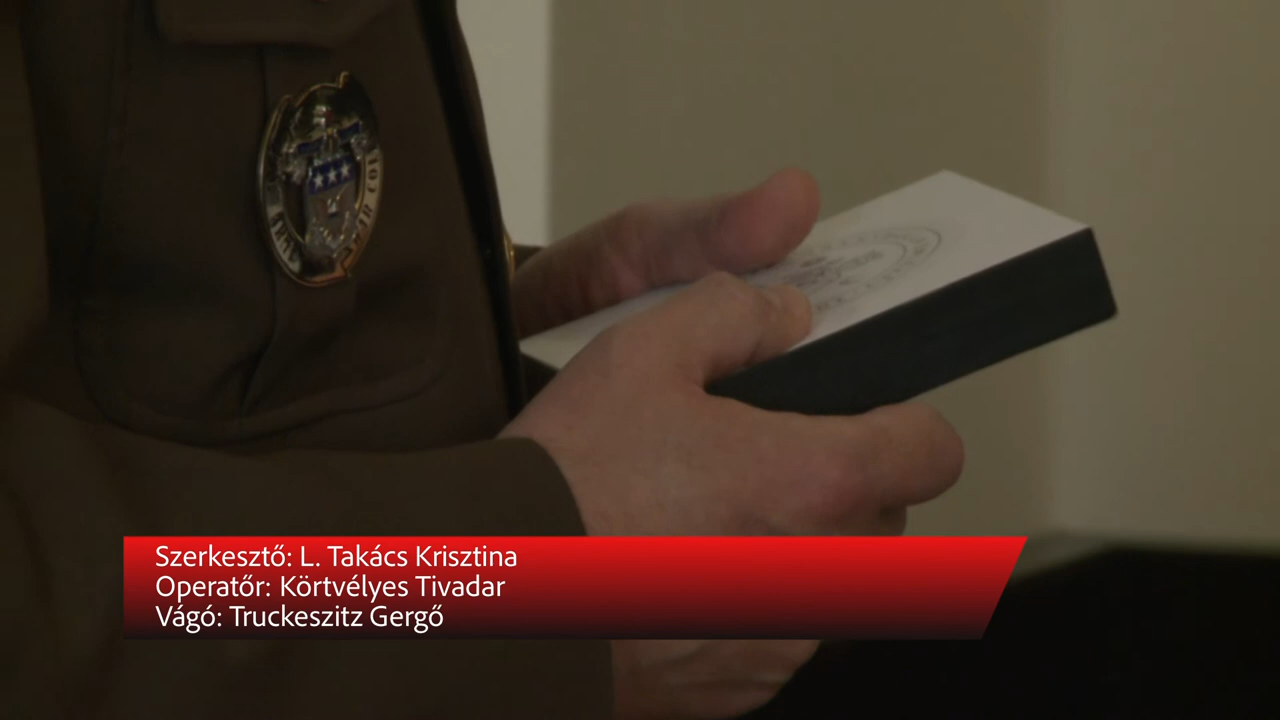 Szerkesztő: L. Takács Krisztina
Operatőr: Körtvélyes Tivadar
Vágó: Truckeszitz Gergő